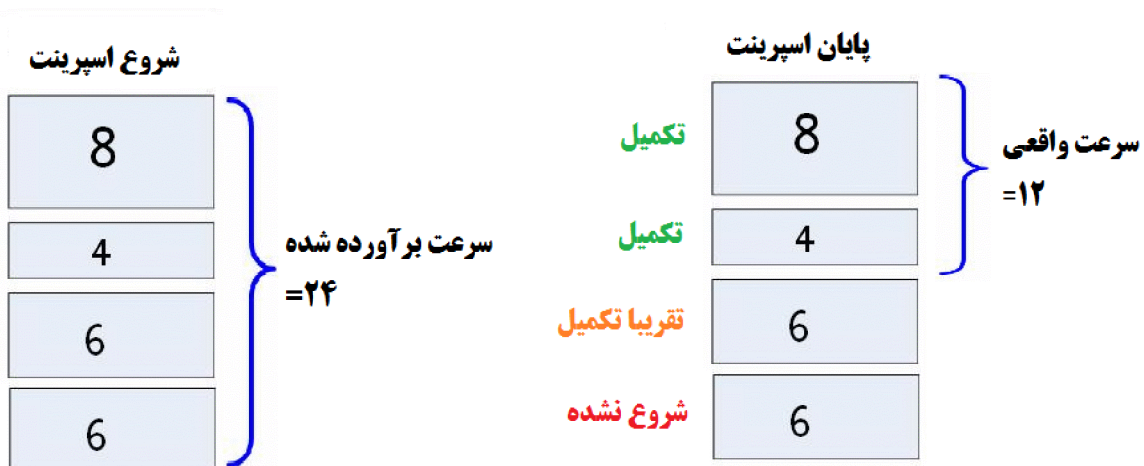 شروع اسپرینت
8
4
6
6
سرعت برآورده شده
=۲۴
پایان اسپرینت
تکمیل
8
تکمیل
4
تقریبا تکمیل
6
شروع نشده
6
سرعت واقعی
=۱۲